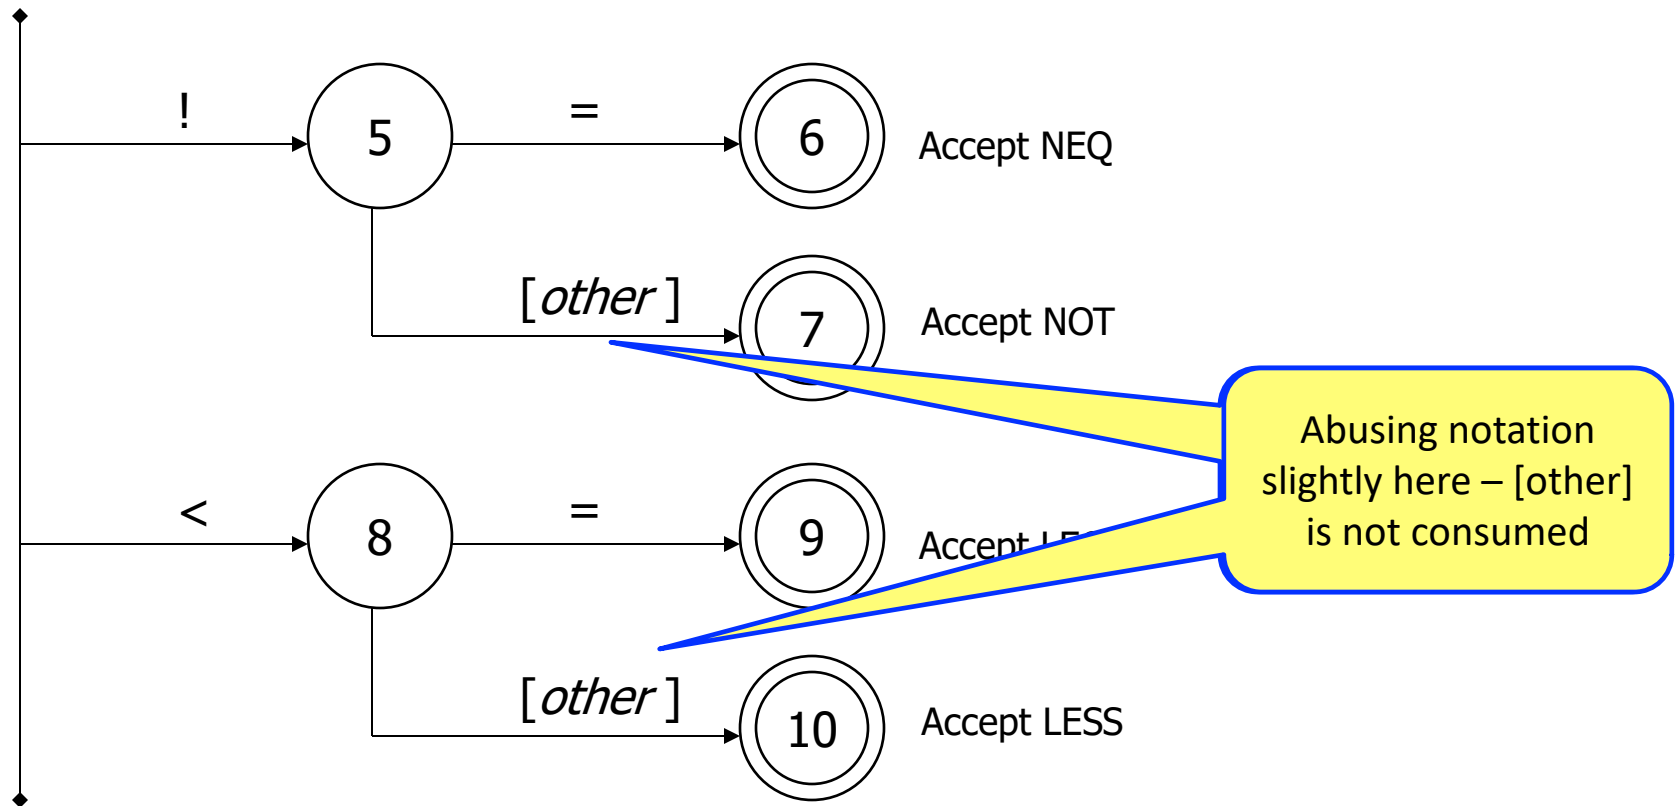 !
5
=
6
Accept NEQ
[other ]
7
Accept NOT
Abusing notation
slightly here – [other]
is not consumed
<
8
=
9
Accept
[other ]
10
Accept LESS